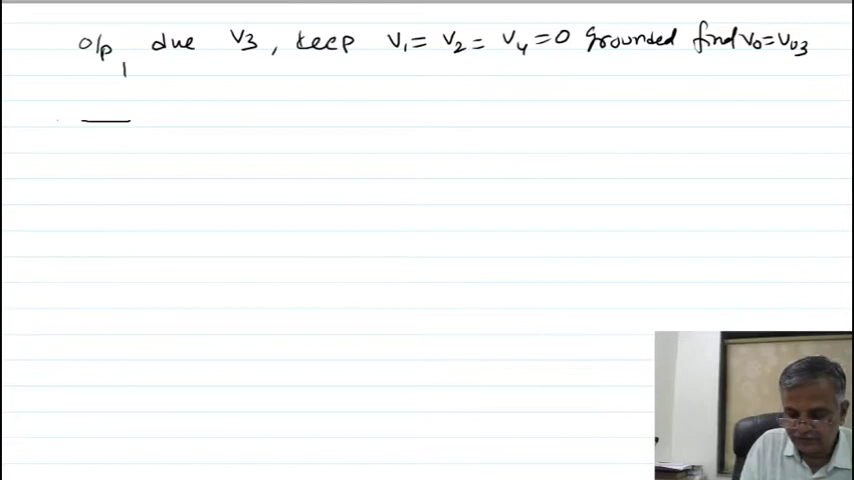 o/p due V3, keep V1 = V2 = V4 = 0 grounded find V0 = V03